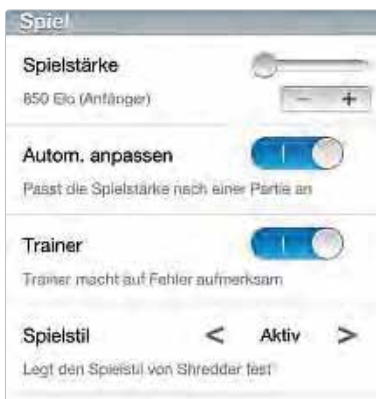 Spiel
Spielstärke
850 Elo (Anfänger)
− +
Autom. anpassen
Passt die Spielstärke nach einer Partie an
Trainer
Trainer macht auf Fehler aufmerksam
Spielstil < Aktiv >
Legt den Spielstil von Shredder fest